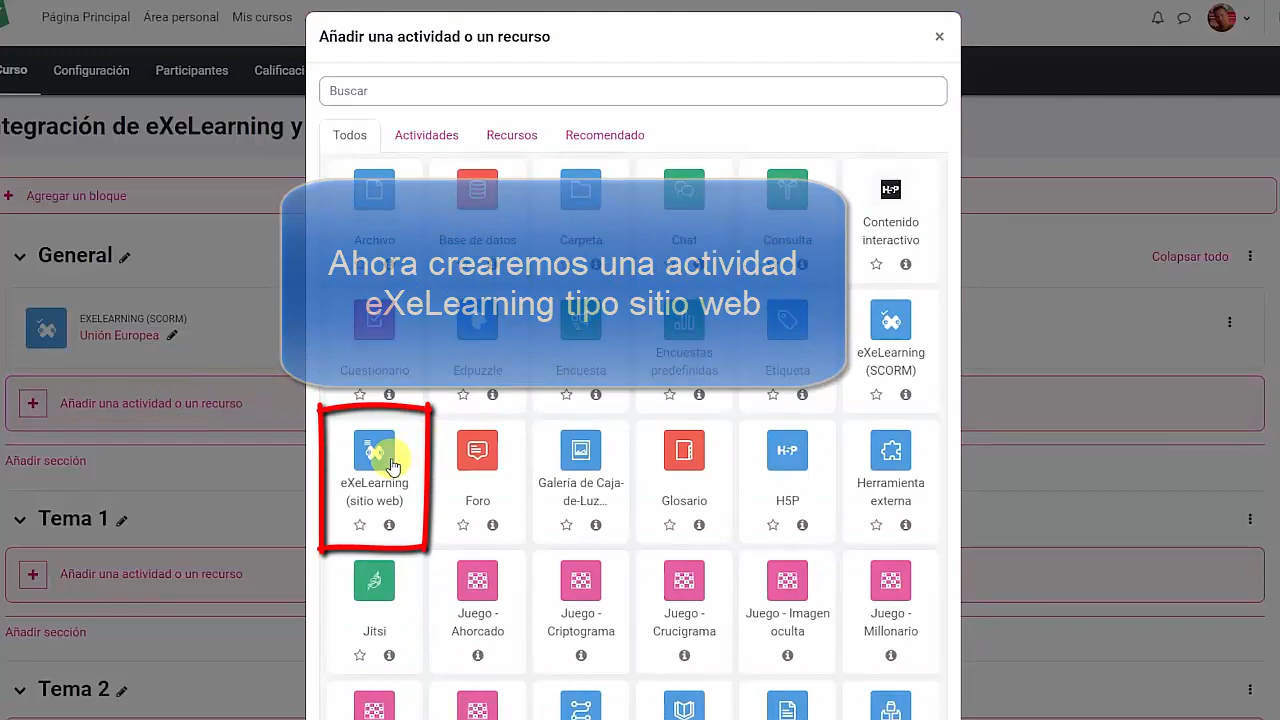 Página Principal
Área personal
Mis cursos
Curso
Configuración
Participantes
Calificaci
tegración de eXeLearning y
Agregar un bloque
General
Colapsar todo
EXELEARNING (SCORM)
Unión Europea
Añadir una actividad o un recurso
Añadir sección
Tema 1
Añadir una actividad o un recurso
Añadir sección
Tema 2
Añadir una actividad o un recurso
×
Buscar
Todos
Actividades
Recursos
Recomendado
Archivo
Base de datos
Carpeta
Chat
Consulta
H5P
Contenido
interactivo
Ahora crearemos una actividad
eXeLearning tipo sitio web
Cuestionario
Edpuzzle
Encuesta
Encuestas
predefinidas
Etiqueta
eXeLearning
(SCORM)
eXeLearning
(sitio web)
Foro
Galería de Caja-
de-Luz...
Glosario
H5P
H5P
Herramienta
externa
Jitsi
Juego -
Ahorcado
Juego -
Criptograma
Juego -
Crucigrama
Juego - Imagen
oculta
Juego -
Millonario